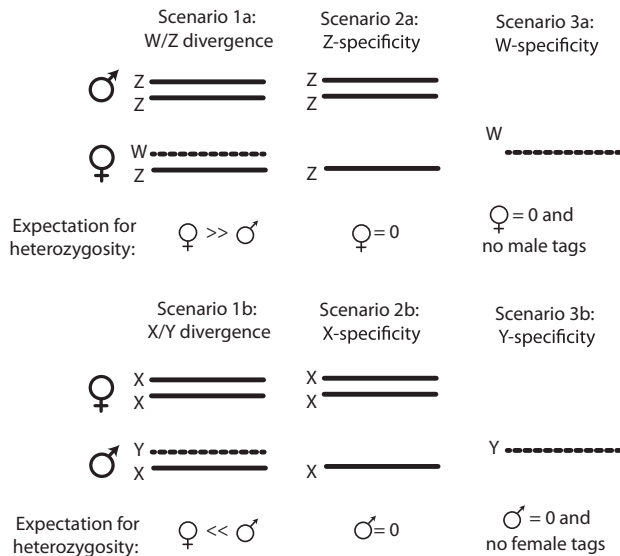 Scenario 1a:
W/Z divergence
Scenario 2a:
Z-specificity
Scenario 3a:
W-specificity
♂ Z
Z
Z
Z
♀ W
Z
Z
W
Expectation for
heterozygosity:
♀ >> ♂
♀ = 0
♀ = 0 and
no male tags
Scenario 1b:
X/Y divergence
Scenario 2b:
X-specificity
Scenario 3b:
Y-specificity
♀ X
X
X
X
♂ Y
X
X
Y
Expectation for
heterozygosity:
♀ << ♂
♂ = 0
♂ = 0 and
no female tags